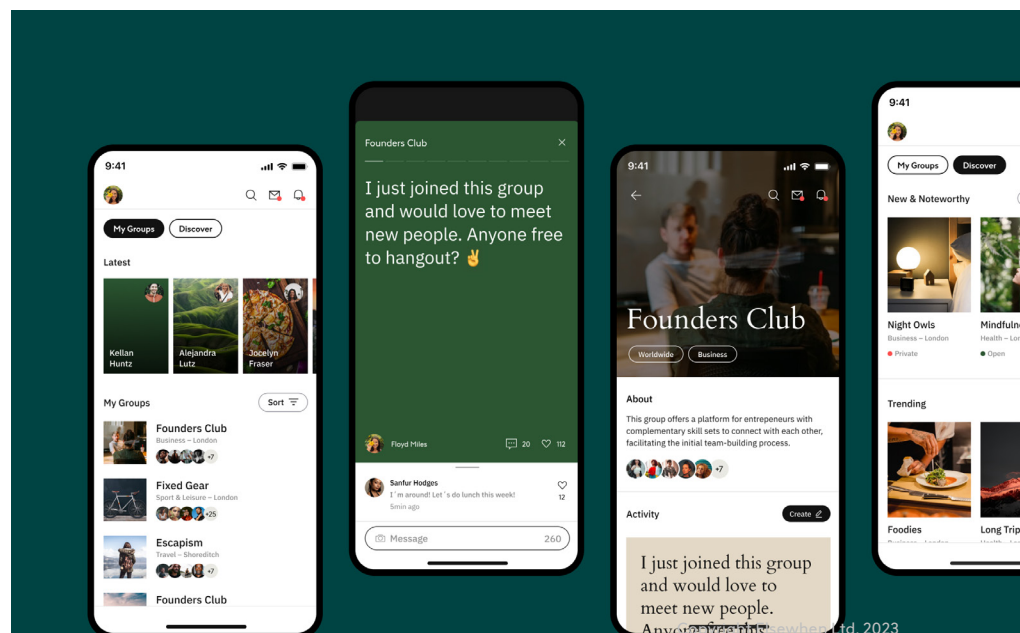 9:41
My Groups
Discover
Latest
Kellan
Huntz
Alejandra
Lutz
Jocelyn
Fraser
My Groups
Sort
Founders Club
Business – London
+7
Fixed Gear
Sport & Leisure – London
+25
Escapism
Travel – Shoreditch
+7
Founders Club
Founders Club
I just joined this group
and would love to meet
new people. Anyone free
to hangout? ✌️
Floyd Miles
20
112
Sanfur Hodges
I´m around! Let´s do lunch this week!
12
5min ago
Message
260
9:41
Founders Club
Worldwide
Business
About
This group offers a platform for entrepeneurs with
complementary skill sets to connect with each other,
facilitating the initial team-building process.
+7
Activity
Create
I just joined this group
and would love to
meet new people.
9:41
My Groups
Discover
New & Noteworthy
Night Owls
Business – London
Private
Mindfulne
Health – Lon
Open
Trending
Foodies
Long Trip
Ltd, 2023